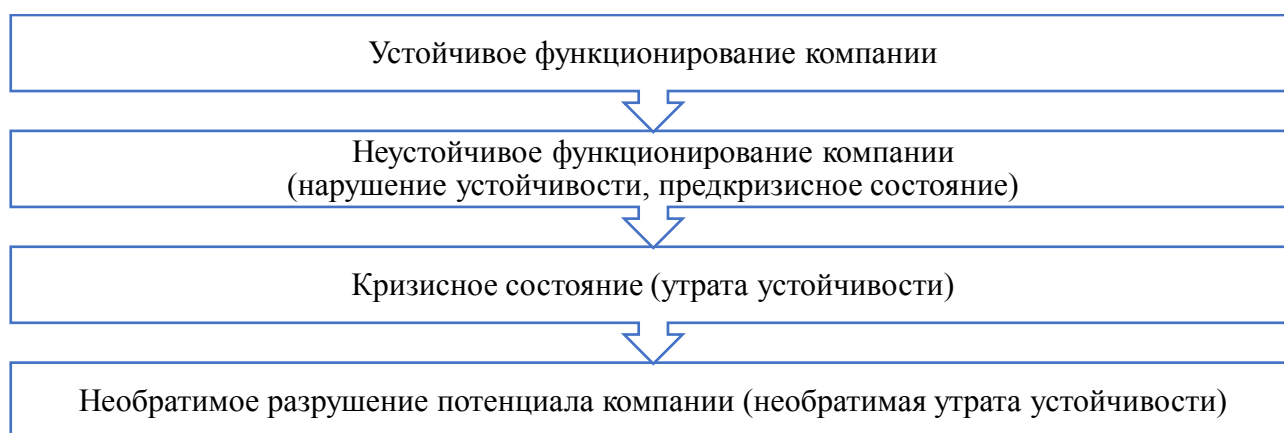 Устойчивое функционирование компании
Неустойчивое функционирование компании
(нарушение устойчивости, предкризисное состояние)
Кризисное состояние (утрата устойчивости)
Необратимое разрушение потенциала компании (необратимая утрата устойчивости)